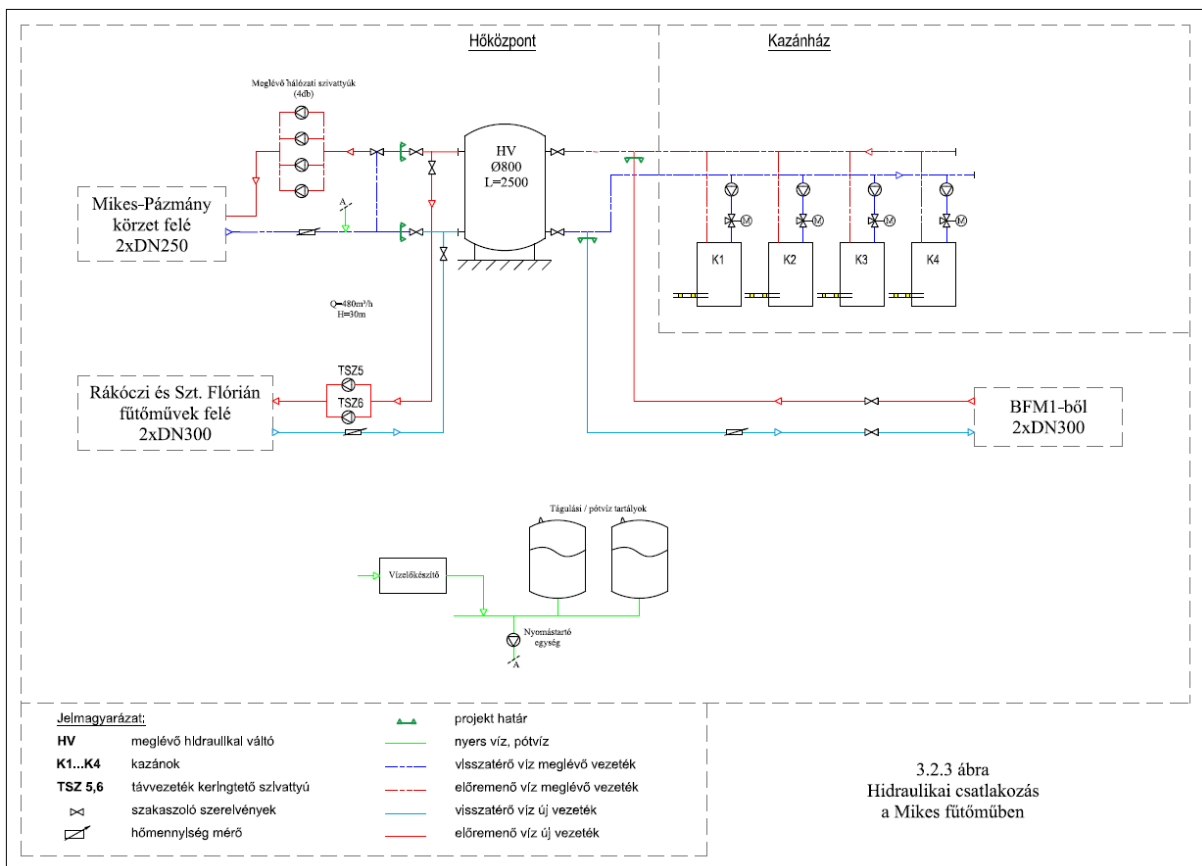 Hőközpont
Kazánház
Meglévő hálózati szivattyúk
(4db)
HV
Ø800
L=2500
A
Mikes-Pázmány
körzet felé
2xDN250
M
M
M
M
K1
K2
K3
K4
Q=480m³/h
H=30m
TSZ5
TSZ6
Rákóczi és Szt. Flórián
fűtőművek felé
2xDN300
BFM1-ből
2xDN300
Tágulási / pótvíz tartályok
Vízelőkészítő
Nyomástartó
egység
A
Jelmagyarázat:
HV meglévő hidraulikai váltó
K1...K4 kazánok
TSZ 5,6 távvezeték keringtető szivattyú
szakaszoló szerelvények
hőmennyiség mérő
projekt határ
nyers víz, pótvíz
visszatérő víz meglévő vezeték
előremenő víz meglévő vezeték
visszatérő víz új vezeték
előremenő víz új vezeték
3.2.3 ábra
Hidraulikai csatlakozás
a Mikes fűtőműben